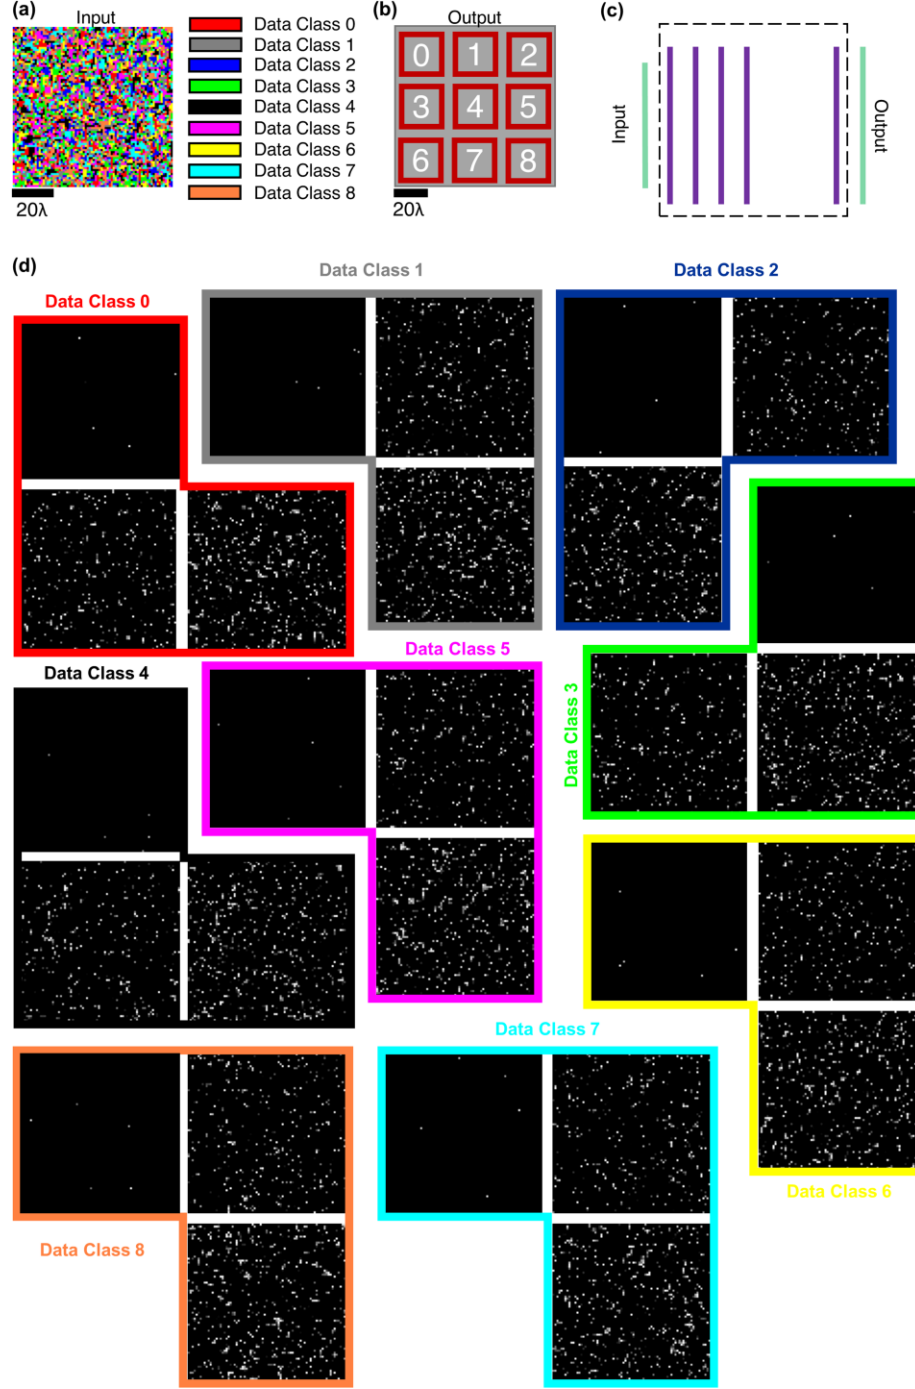 (a)
Input
20λ
Data Class 0
Data Class 1
Data Class 2
Data Class 3
Data Class 4
Data Class 5
Data Class 6
Data Class 7
Data Class 8
(b)
Output
0 1 2
3 4 5
6 7 8
20λ
(c)
Input
Output
(d)
Data Class 0
Data Class 1
Data Class 2
Data Class 3
Data Class 4
Data Class 5
Data Class 6
Data Class 7
Data Class 8